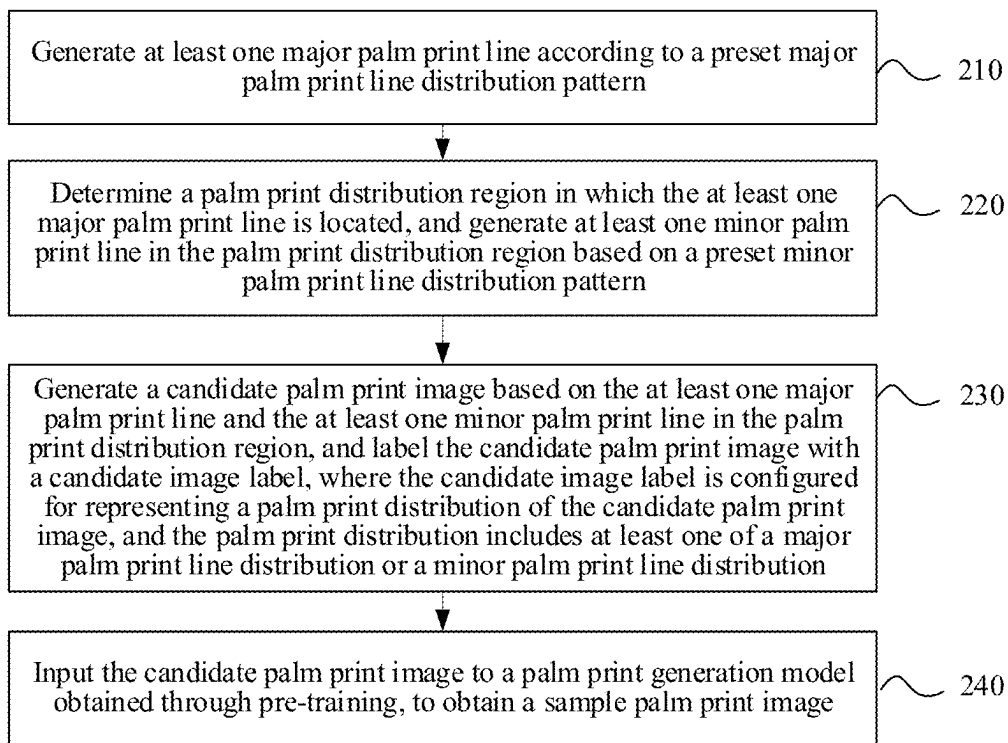 Generate at least one major palm print line according to a preset major
palm print line distribution pattern
210
Determine a palm print distribution region in which the at least one
major palm print line is located, and generate at least one minor palm
print line in the palm print distribution region based on a preset minor
palm print line distribution pattern
220
Generate a candidate palm print image based on the at least one major
palm print line and the at least one minor palm print line in the palm
print distribution region, and label the candidate palm print image with
a candidate image label, where the candidate image label is configured
for representing a palm print distribution of the candidate palm print
image, and the palm print distribution includes at least one of a major
palm print line distribution or a minor palm print line distribution
230
Input the candidate palm print image to a palm print generation model
obtained through pre-training, to obtain a sample palm print image
240